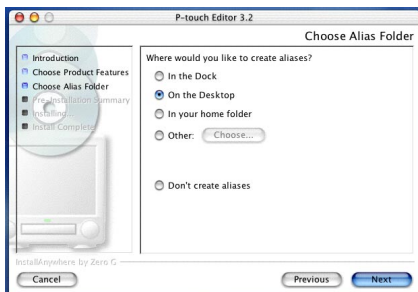 P-touch Editor 3.2
Choose Alias Folder
Introduction
Choose Product Features
Choose Alias Folder
Pre-Installation Summary
Installing...
Install Complete
Where would you like to create aliases?
In the Dock
On the Desktop
In your home folder
Other: Choose...
Don't create aliases
InstallAnywhere by Zero G
Cancel Previous Next